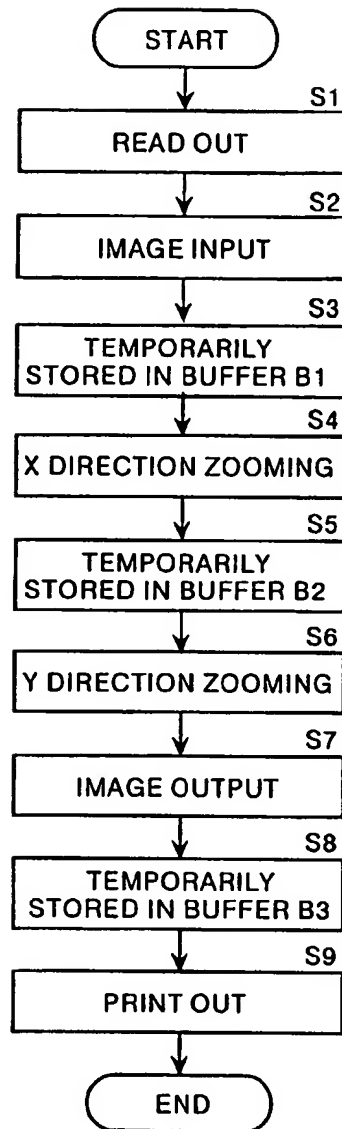 START
S1
READ OUT
S2
IMAGE INPUT
S3
TEMPORARILY
STORED IN BUFFER B1
S4
X DIRECTION ZOOMING
S5
TEMPORARILY
STORED IN BUFFER B2
S6
Y DIRECTION ZOOMING
S7
IMAGE OUTPUT
S8
TEMPORARILY
STORED IN BUFFER B3
S9
PRINT OUT
END